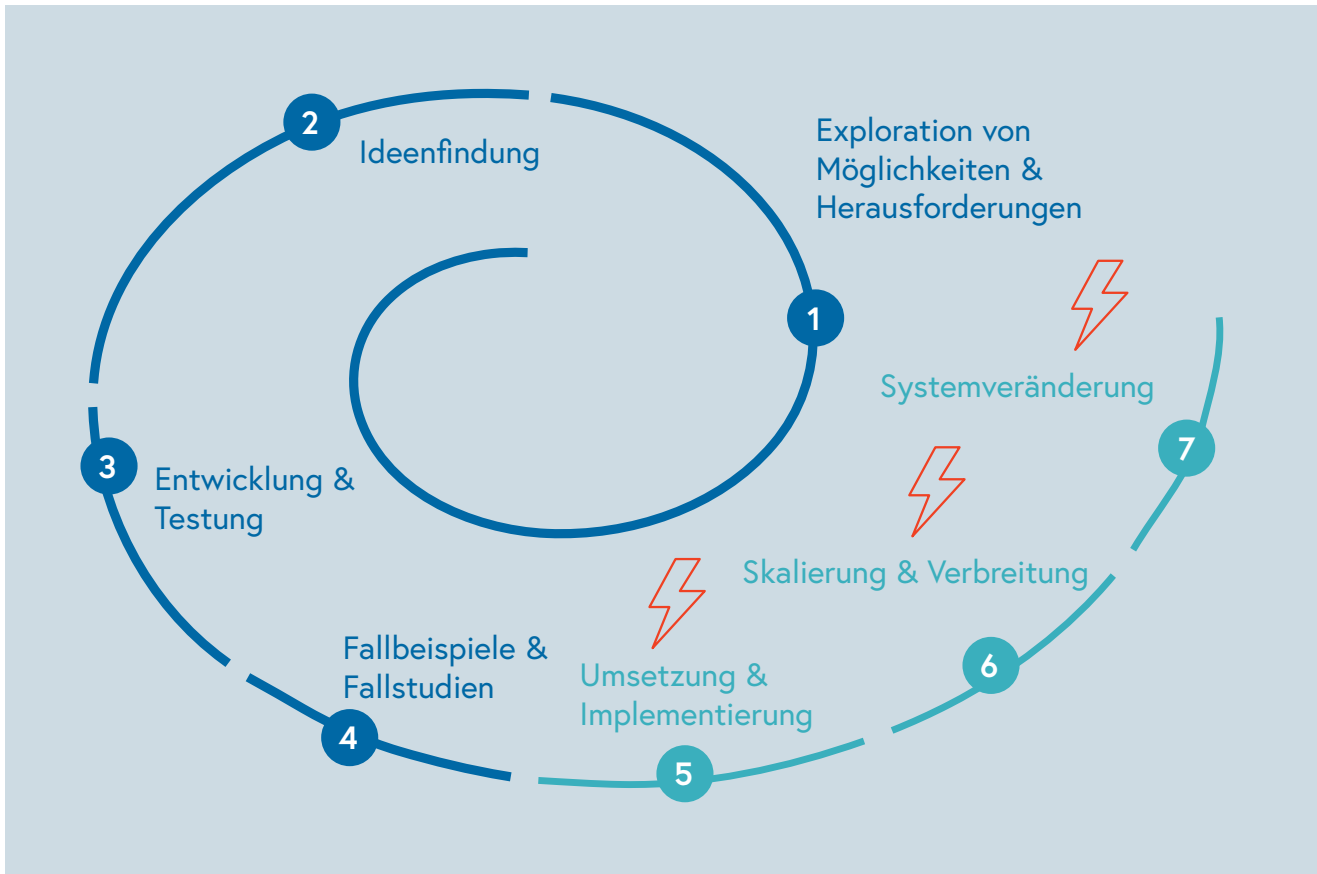 1
Exploration von
Möglichkeiten &
Herausforderungen
2
Ideenfindung
3
Entwicklung &
Testung
4
Fallbeispiele &
Fallstudien
5
Umsetzung &
Implementierung
6
Skalierung & Verbreitung
7
Systemveränderung